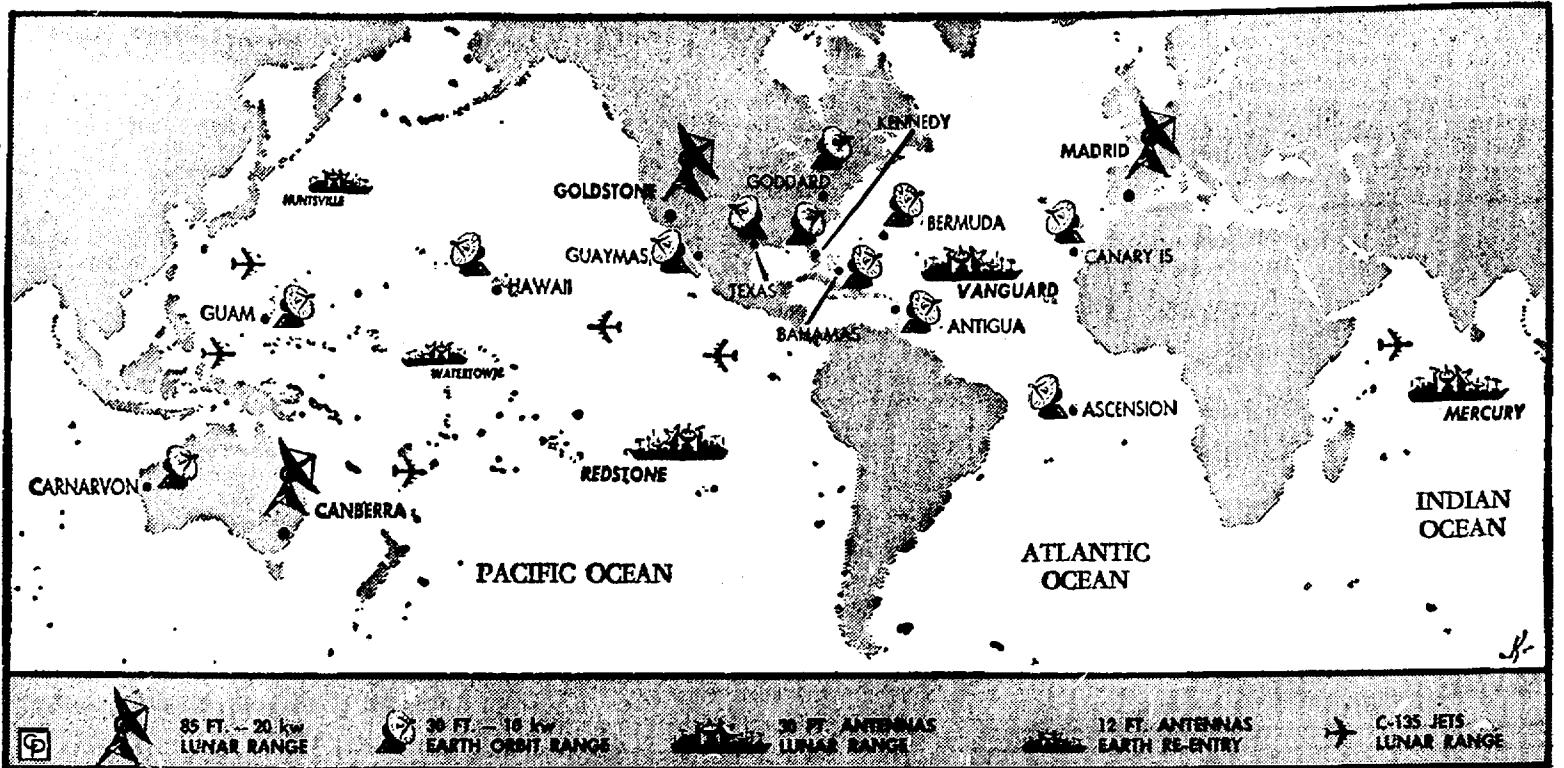 KENNEDY
MADRID
GOLDSTONE
GODDARD
HUNTSVILLE
BERMUDA
GUAYMAS
CANARY IS
HAWAII
TEXAS
VANGUARD
GUAM
ANTIGUA
BAHAMAS
WATERTOWN
ASCENSION
MERCURY
REDSTONE
CARNARVON
CANBERRA
INDIAN
OCEAN
PACIFIC OCEAN
ATLANTIC
OCEAN
85 FT. – 20 kw
LUNAR RANGE
30 FT. – 10 kw
EARTH ORBIT RANGE
30 FT. ANTENNAS
LUNAR RANGE
12 FT. ANTENNAS
EARTH RE-ENTRY
C-135 JETS
LUNAR RANGE